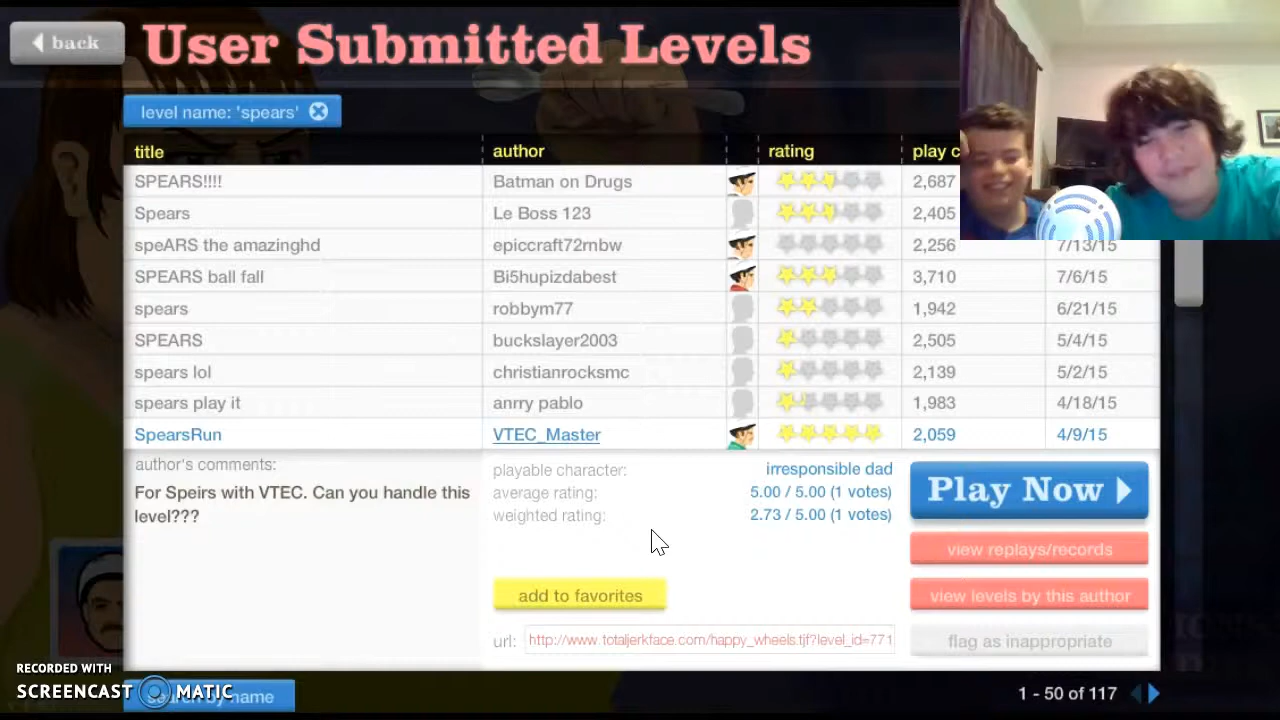 back
User Submitted Levels
level name: 'spears'
title author rating play c
SPEARS!!!! Batman on Drugs 2,687
Spears Le Boss 123 2,405
speARS the amazinghd epiccraft72rnbw 2,256 7/13/15
SPEARS ball fall Bi5hupizdabest 3,710 7/6/15
spears robbym77 1,942 6/21/15
SPEARS buckslayer2003 2,505 5/4/15
spears lol christianrocksmc 2,139 5/2/15
spears play it anrry pablo 1,983 4/18/15
SpearsRun VTEC_Master 2,059 4/9/15
author's comments:
For Speirs with VTEC. Can you handle this
level???
playable character: irresponsible dad
average rating: 5.00 / 5.00 (1 votes)
weighted rating: 2.73 / 5.00 (1 votes)
Play Now
view replays/records
add to favorites
view levels by this author
url: http://www.totaljerkface.com/happy_wheels.tjf?level_id=771
flag as inappropriate
RECORDED WITH
SCREENCAST MATIC
search by name
1 - 50 of 117